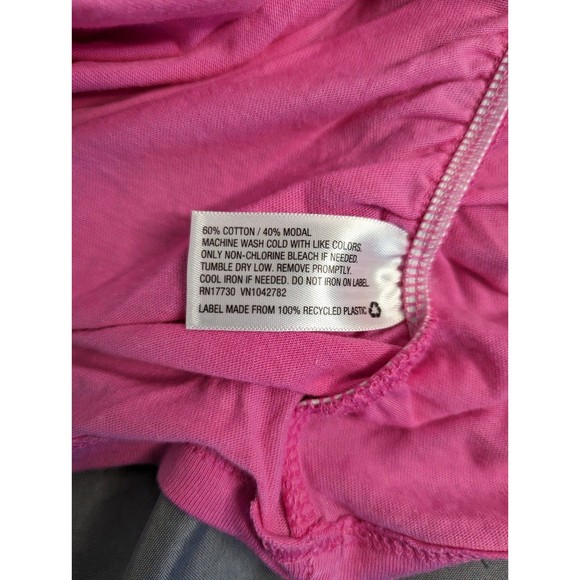 60% COTTON / 40% MODAL
MACHINE WASH COLD WITH LIKE COLORS.
ONLY NON-CHLORINE BLEACH IF NEEDED.
TUMBLE DRY LOW. REMOVE PROMPTLY.
COOL IRON IF NEEDED. DO NOT IRON ON LABEL.
RN17730 VN1042782
LABEL MADE FROM 100% RECYCLED PLASTIC